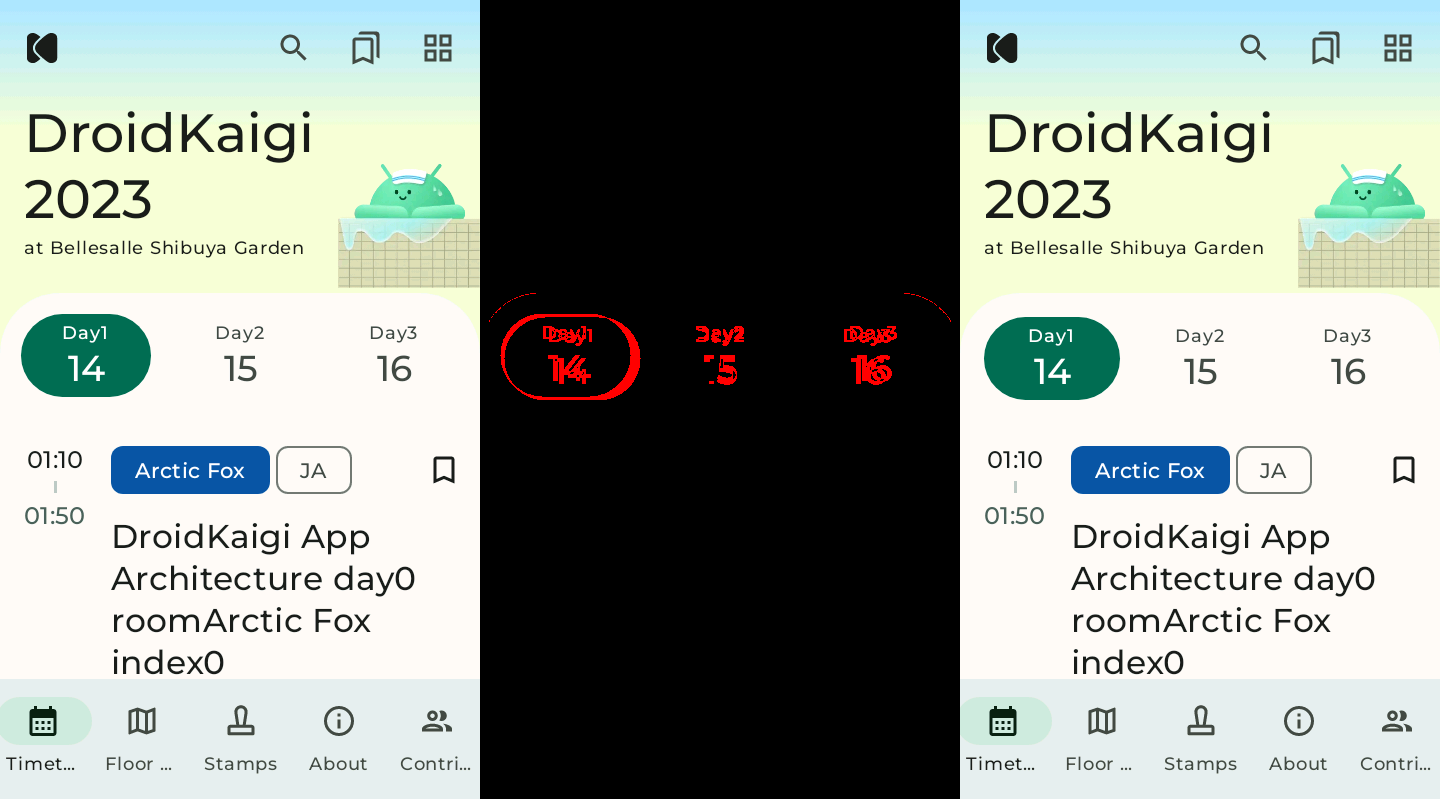 DroidKaigi
2023
at Bellesalle Shibuya Garden
Day1 Day2 Day3
14 15 16
01:10 Arctic Fox JA
01:50
DroidKaigi App
Architecture day0
roomArctic Fox
index0
Timet... Floor ... Stamps About Contri...
Day1 Day2 Day3
14 15 16
DroidKaigi
2023
at Bellesalle Shibuya Garden
Day1 Day2 Day3
14 15 16
01:10 Arctic Fox JA
01:50
DroidKaigi App
Architecture day0
roomArctic Fox
index0
Timet... Floor ... Stamps About Contri...